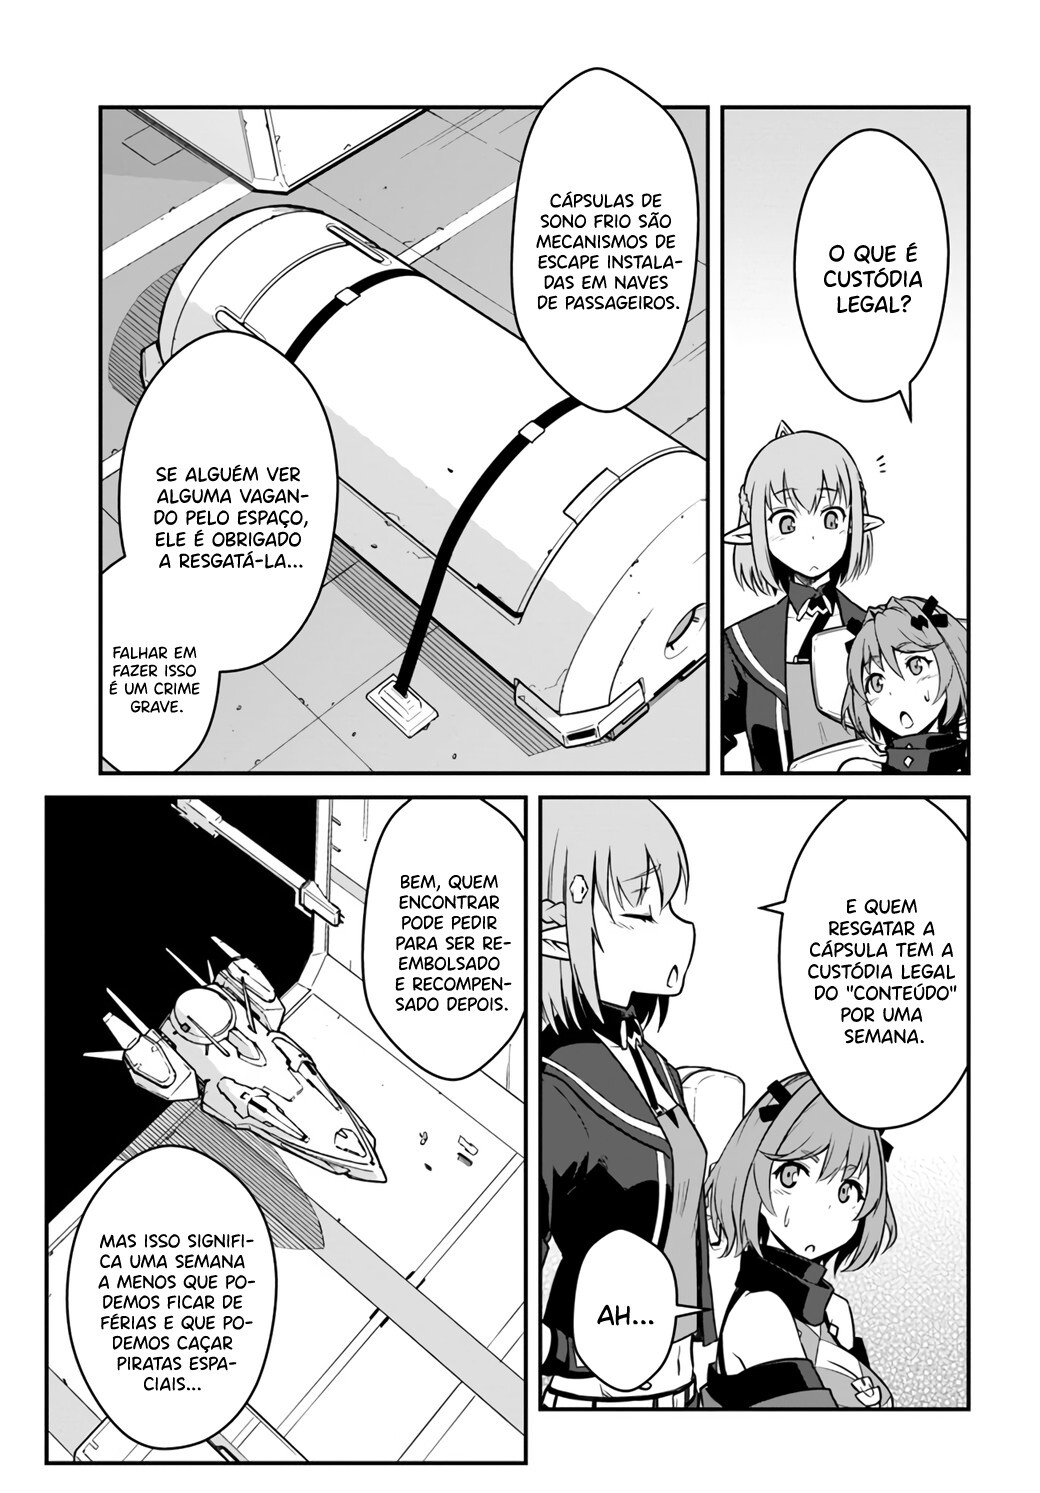 O QUE É
CUSTÓDIA
LEGAL?
CÁPSULAS DE
SONO FRIO SÃO
MECANISMOS DE
ESCAPE INSTALA-
DAS EM NAVES
DE PASSAGEIROS.
SE ALGUÉM VER
ALGUMA VAGAN-
DO PELO ESPAÇO,
ELE É OBRIGADO
A RESGATÁ-LA...
FALHAR EM
FAZER ISSO
É UM CRIME
GRAVE.
E QUEM
RESGATAR A
CÁPSULA TEM A
CUSTÓDIA LEGAL
DO "CONTEÚDO"
POR UMA
SEMANA.
AH...
BEM, QUEM
ENCONTRAR
PODE PEDIR
PARA SER RE-
EMBOLSADO
E RECOMPEN-
SADO DEPOIS.
MAS ISSO SIGNIFI-
CA UMA SEMANA
A MENOS QUE PO-
DEMOS FICAR DE
FÉRIAS E QUE PO-
DEMOS CAÇAR
PIRATAS ESPA-
CIAIS...